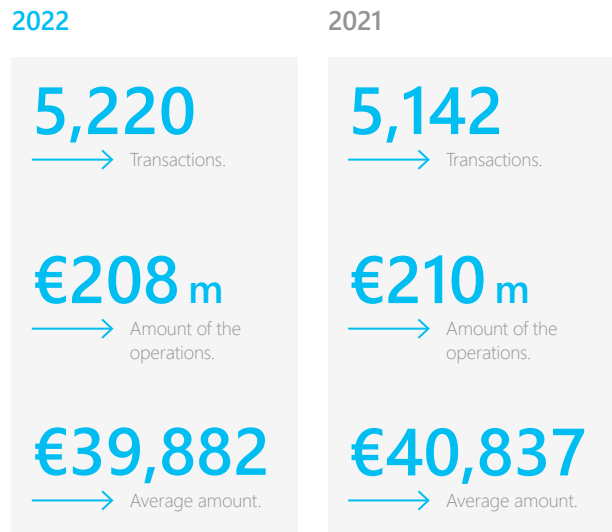 2022
5,220
Transactions.
€208 m
Amount of the
operations.
€39,882
Average amount.
2021
5,142
Transactions.
€210 m
Amount of the
operations.
€40,837
Average amount.